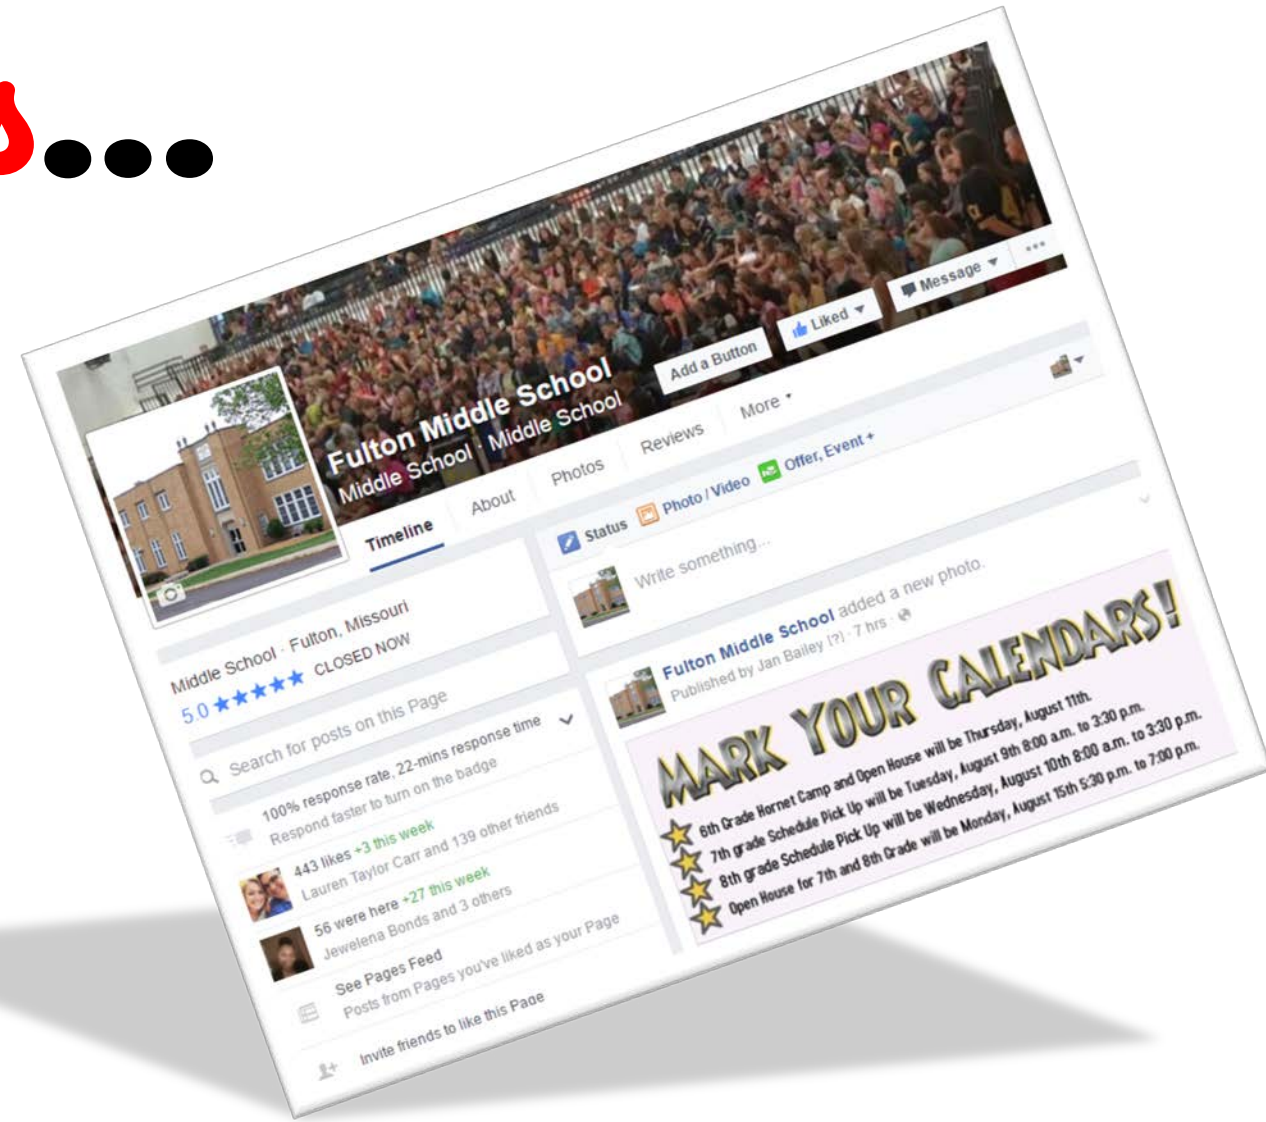 s...
Fulton Middle School
Middle School · Middle School
Add a Button
Liked
Message
Timeline
About
Photos
Reviews
More
Middle School · Fulton, Missouri
5.0 ★★★★★ CLOSED NOW
Search for posts on this Page
100% response rate, 22-mins response time
Respond faster to turn on the badge
443 likes +3 this week
Lauren Taylor Carr and 139 other friends
56 were here +27 this week
Jewelena Bonds and 3 others
See Pages Feed
Posts from Pages you've liked as your Page
Invite friends to like this Page
Status
Photo / Video
Offer, Event +
Write something...
Fulton Middle School added a new photo.
Published by Jan Bailey [?] · 7 hrs ·
MARK YOUR CALENDARS!
6th Grade Hornet Camp and Open House will be Thursday, August 11th.
7th grade Schedule Pick Up will be Tuesday, August 9th 8:00 a.m. to 3:30 p.m.
8th grade Schedule Pick Up will be Wednesday, August 10th 8:00 a.m. to 3:30 p.m.
Open House for 7th and 8th Grade will be Monday, August 15th 5:30 p.m. to 7:00 p.m.